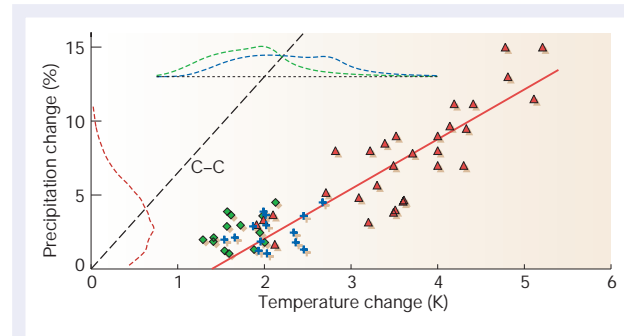 Precipitation change (%)
15
10
5
0
C–C
0 1 2 3 4 5 6
Temperature change (K)